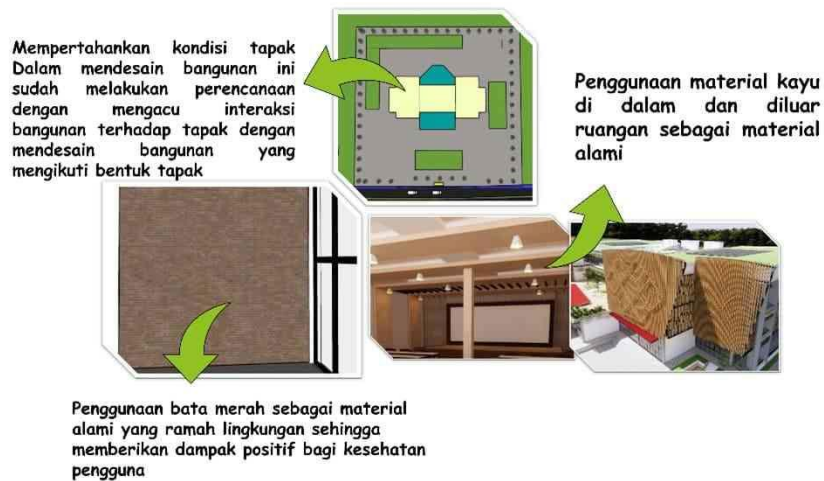 Mempertahankan kondisi tapak
Dalam mendesain bangunan ini
sudah melakukan perencanaan
dengan mengacu interaksi
bangunan terhadap tapak dengan
mendesain bangunan yang
mengikuti bentuk tapak
Penggunaan material kayu
di dalam dan diluar
ruangan sebagai material
alami
Penggunaan bata merah sebagai material
alami yang ramah lingkungan sehingga
memberikan dampak positif bagi kesehatan
pengguna